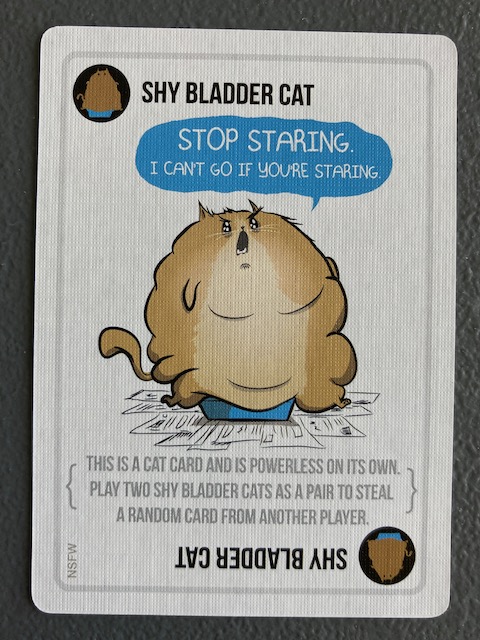 SHY BLADDER CAT
STOP STARING.
I CAN'T GO IF YOU'RE STARING.
THIS IS A CAT CARD AND IS POWERLESS ON ITS OWN.
PLAY TWO SHY BLADDER CATS AS A PAIR TO STEAL
A RANDOM CARD FROM ANOTHER PLAYER.
NSFW
SHY BLADDER CAT